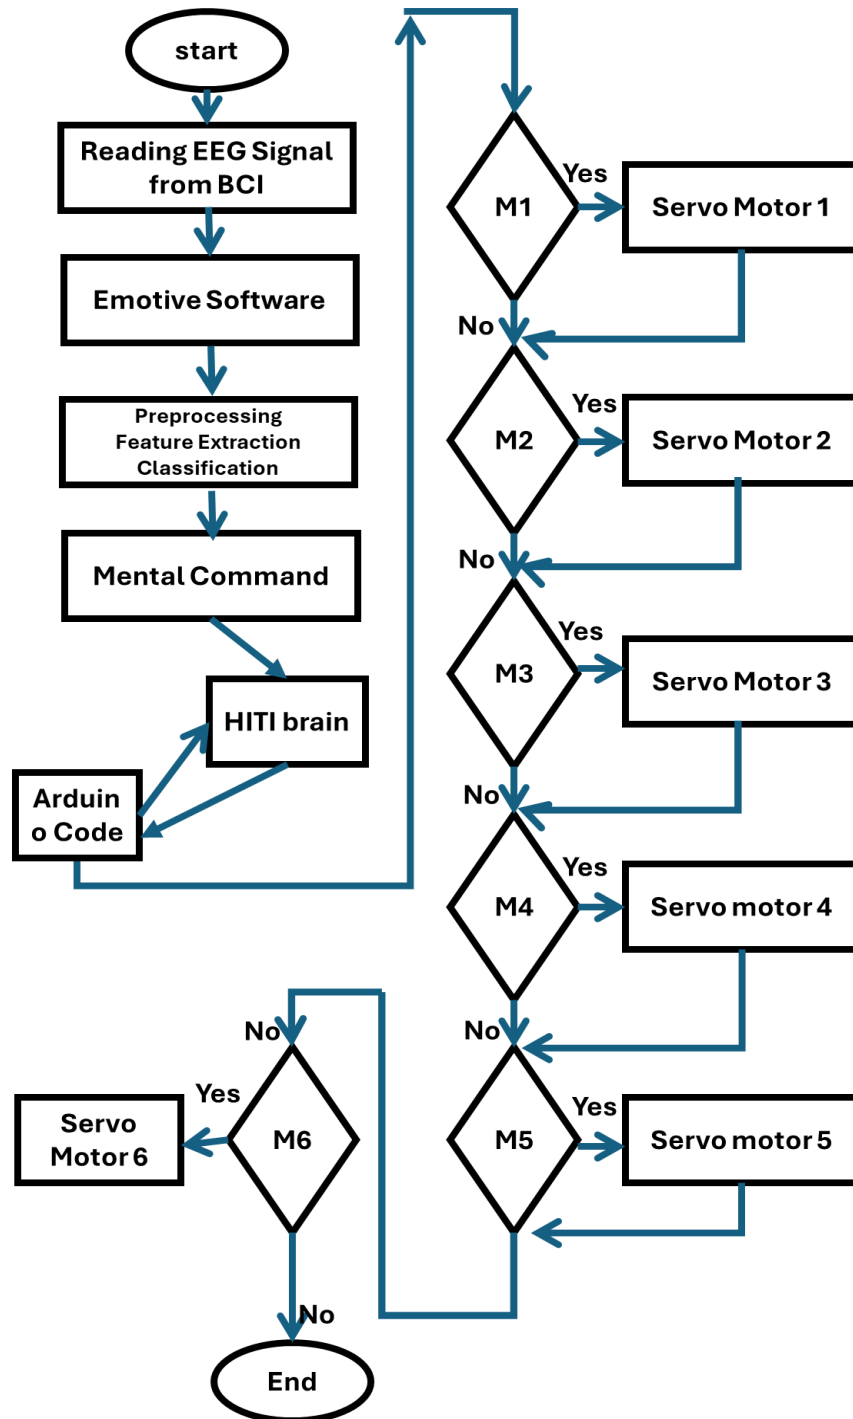 start
Reading EEG Signal
from BCI
Emotive Software
Preprocessing
Feature Extraction
Classification
Mental Command
HITI brain
Arduin
o Code
M1
Yes
Servo Motor 1
No
M2
Yes
Servo Motor 2
No
M3
Yes
Servo Motor 3
No
M4
Yes
Servo motor 4
No
M5
Yes
Servo motor 5
No
M6
Yes
Servo
Motor 6
No
End